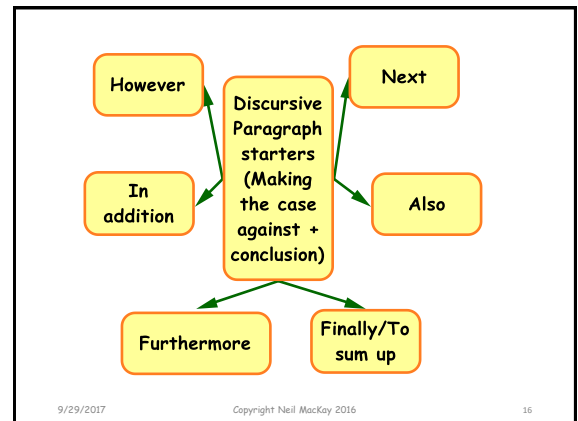 However
Next
Discursive
Paragraph
starters
(Making
the case
against +
conclusion)
In
addition
Also
Furthermore
Finally/To
sum up
9/29/2017
Copyright Neil MacKay 2016
16